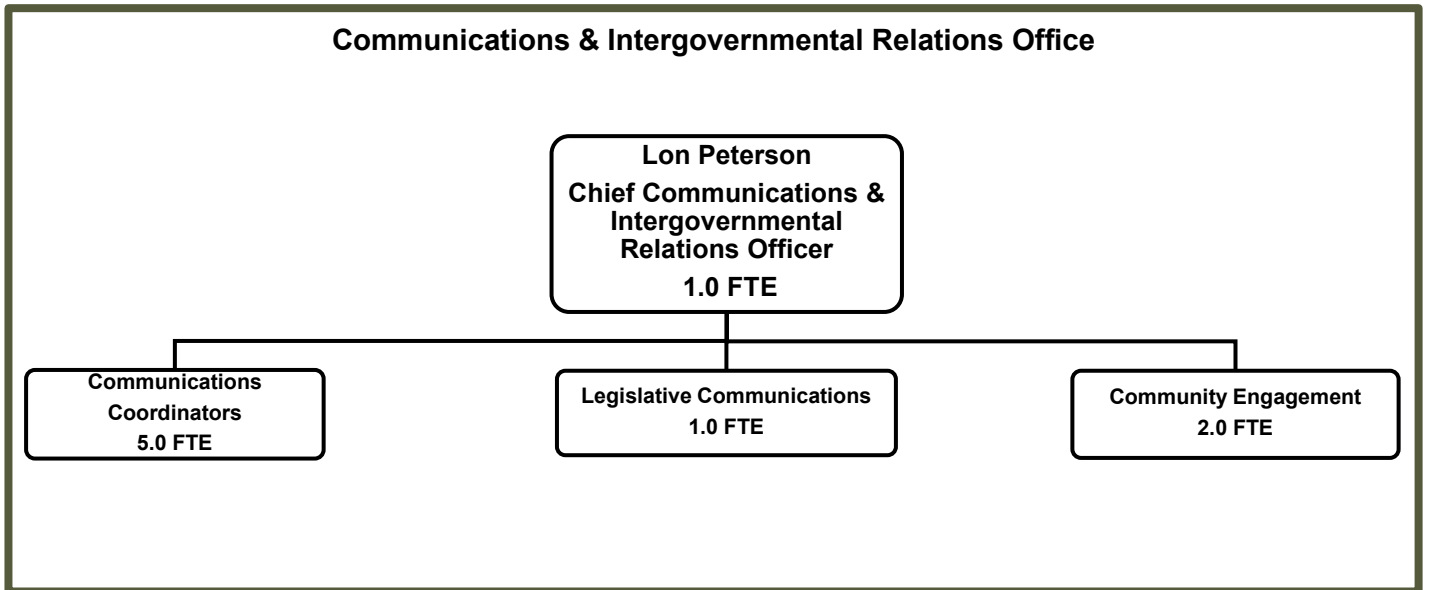 Communications & Intergovernmental Relations Office
Lon Peterson
Chief Communications &
Intergovernmental
Relations Officer
1.0 FTE
Communications
Coordinators
5.0 FTE
Legislative Communications
1.0 FTE
Community Engagement
2.0 FTE